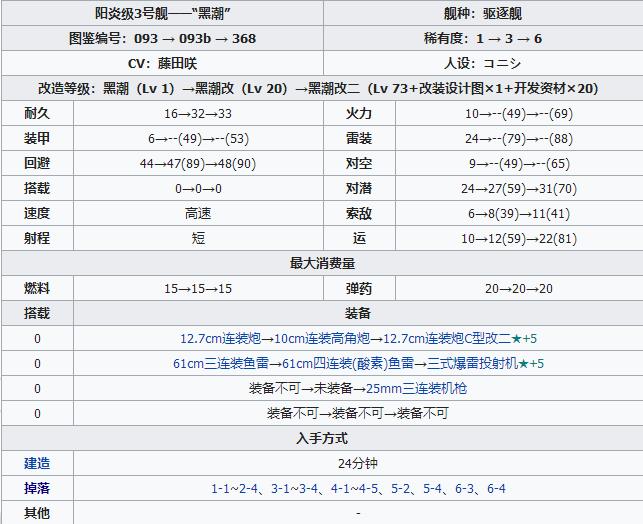 阳炎级3号舰——“黑潮” 舰种：驱逐舰
图鉴编号：093 → 093b → 368 稀有度：1 → 3 → 6
CV：藤田咲 人设：コニシ
改造等级：黑潮（Lv 1）→黑潮改（Lv 20）→黑潮改二（Lv 73+改装设计图×1+开发资材×20）
耐久 16→32→33 火力 10→--(49)→--(69)
装甲 6→--(49)→--(53) 雷装 24→--(79)→--(88)
回避 44→47(89)→48(90) 对空 9→--(49)→--(65)
搭载 0→0→0 对潜 24→27(59)→31(70)
速度 高速 索敌 6→8(39)→11(41)
射程 短 运 10→12(59)→22(81)
最大消费量
燃料 15→15→15 弹药 20→20→20
搭载 装备
0 12.7cm连装炮→10cm连装高角炮→12.7cm连装炮C型改二★+5
0 61cm三连装鱼雷→61cm四连装(酸素)鱼雷→三式爆雷投射机★+5
0 装备不可→未装备→25mm三连装机枪
0 装备不可→装备不可→装备不可
入手方式
建造 24分钟
掉落 1-1~2-4、3-1~3-4、4-1~4-5、5-2、5-4、6-3、6-4
其他 -